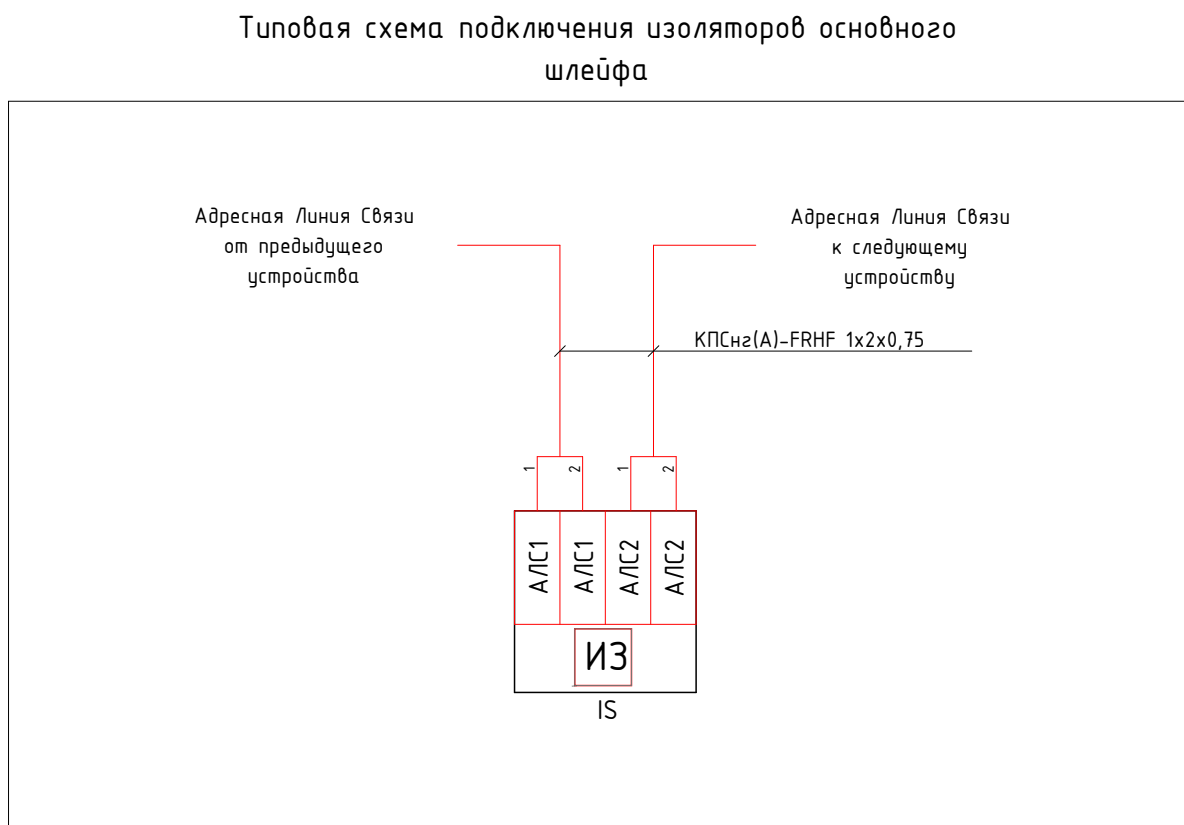 Типовая схема подключения изоляторов основного
шлейфа
Адресная Линия Связи
от предыдущего
устройства
Адресная Линия Связи
к следующему
устройству
КПСнг(А)-FRHF 1х2х0,75
1
2
1
2
АЛС1
АЛС1
АЛС2
АЛС2
ИЗ
IS